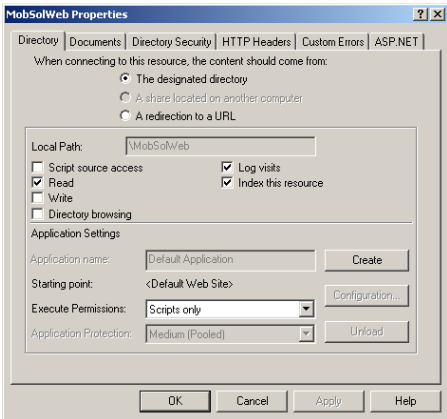 MobSolWeb Properties
Directory Documents Directory Security HTTP Headers Custom Errors ASP.NET
When connecting to this resource, the content should come from:
The designated directory
A share located on another computer
A redirection to a URL
Local Path: \MobSolWeb
Script source access Log visits
Read Index this resource
Write
Directory browsing
Application Settings
Application name: Default Application Create
Starting point: <Default Web Site>
Configuration...
Execute Permissions: Scripts only
Application Protection: Medium (Pooled) Unload
OK Cancel Apply Help